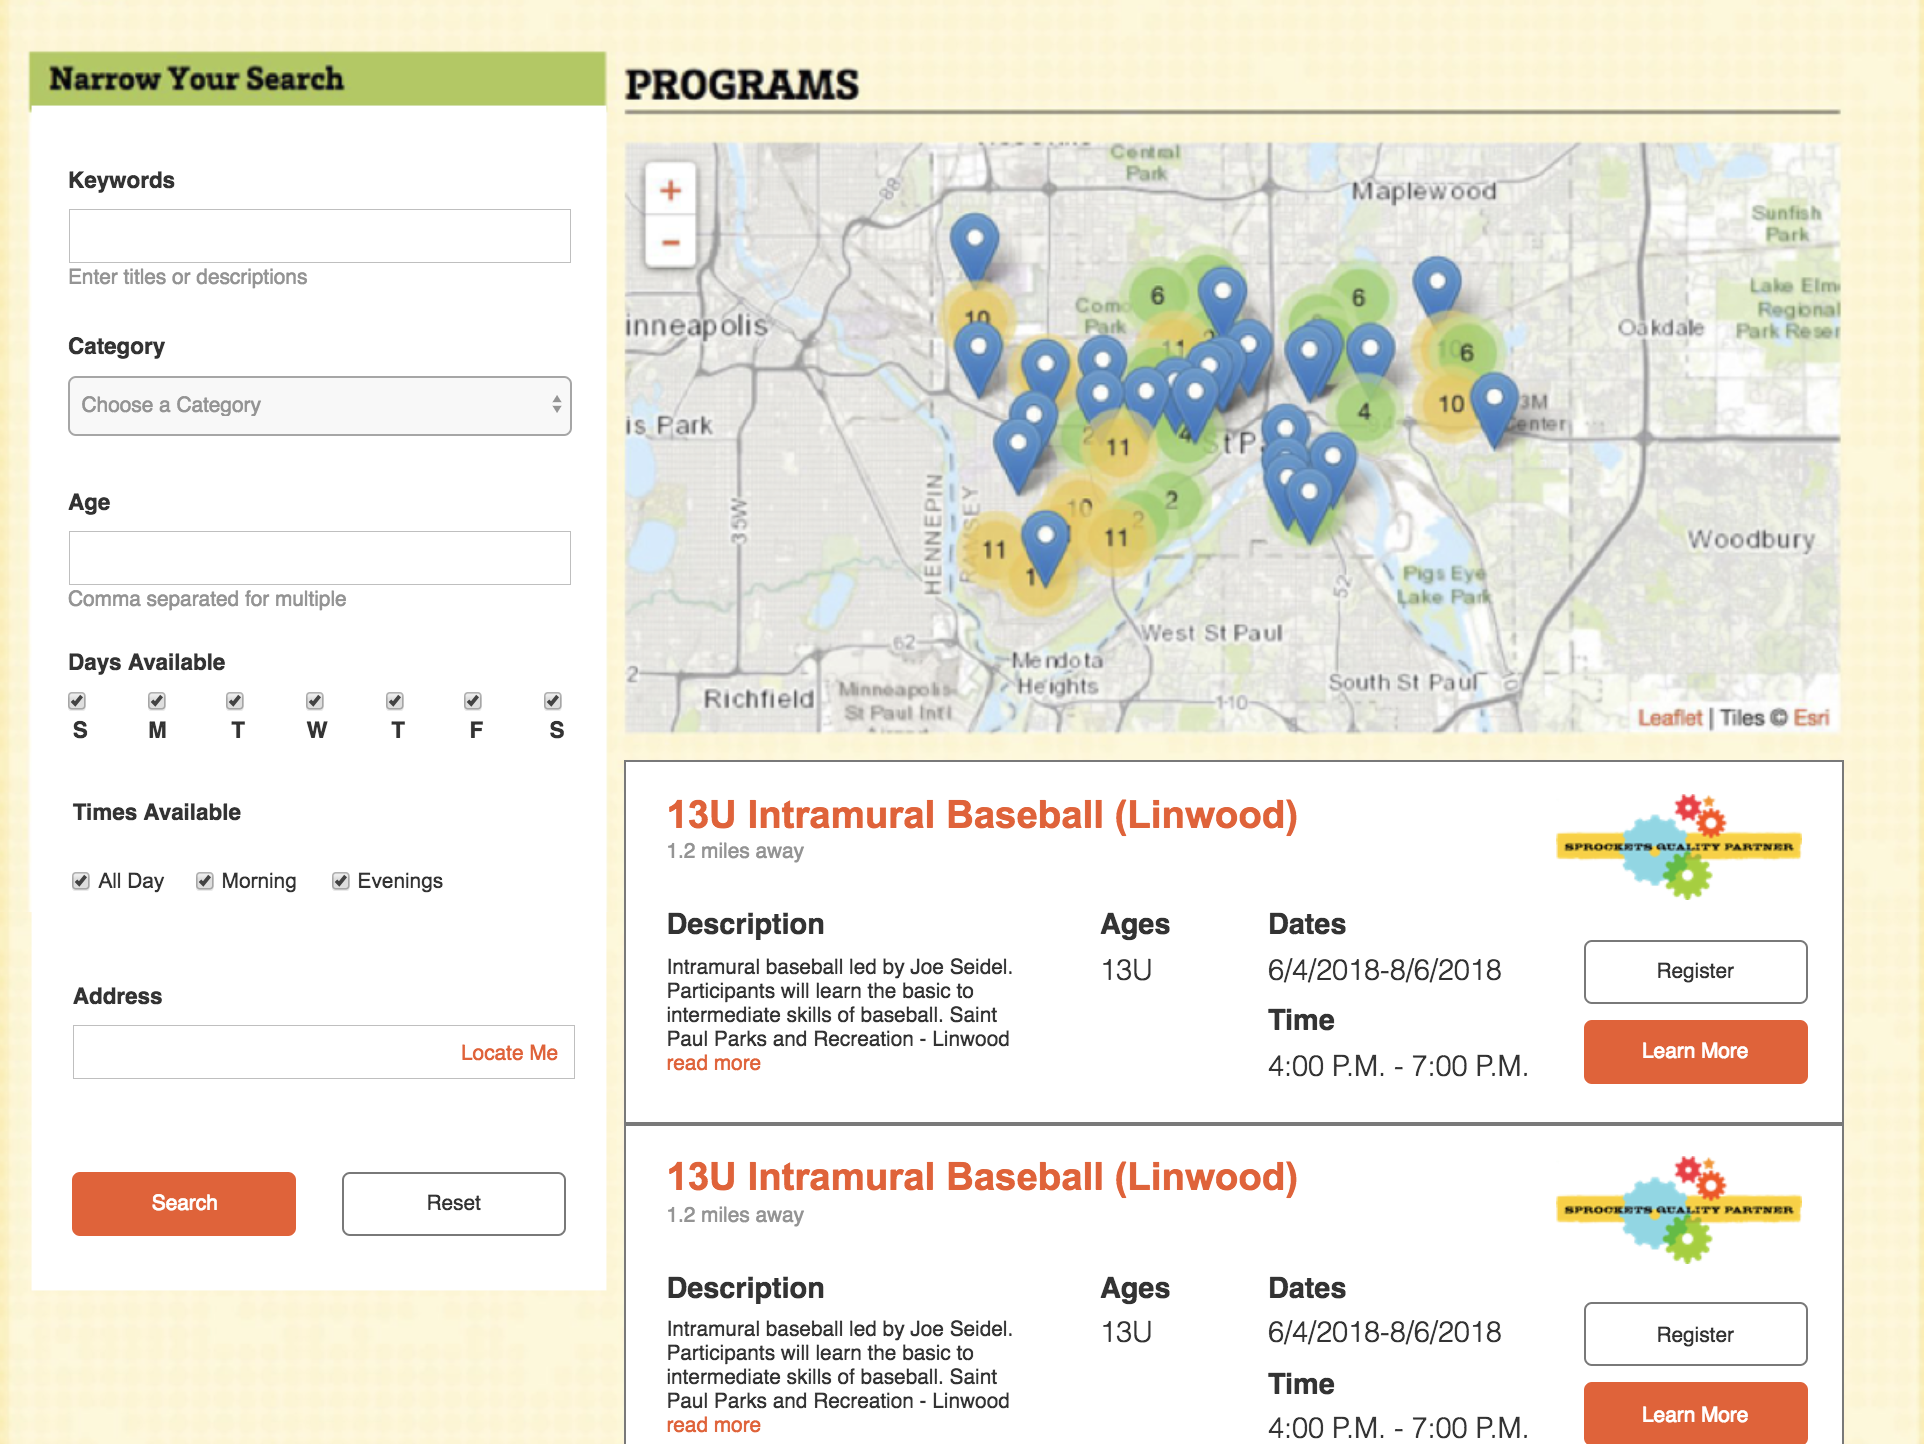 Narrow Your Search
Keywords
Enter titles or descriptions
Category
Choose a Category
Age
Comma separated for multiple
Days Available
S M T W T F S
Times Available
All Day Morning Evenings
Address
Locate Me
Search Reset
PROGRAMS
+
−
Central
Park
Maplewood
88
Sunfish
Park
Lake Elm
Regional
Park Reser
Oakdale
inneapolis
Como
Park
6
6
10
11
6
is Park
4
10
3M
Center
94
2
11
4
St P
10
2
2
11
11
1
HENNEPIN
RAMSEY
35W
52
Woodbury
Pigs Eye
Lake Park
West St Paul
62
Mendota
Heights
South St Paul
Richfield
Minneapolis-
St Paul Intl
Airport
110
Leaflet | Tiles © Esri
13U Intramural Baseball (Linwood)
1.2 miles away
SPROCKETS QUALITY PARTNER
Description Ages Dates
Intramural baseball led by Joe Seidel.
Participants will learn the basic to
intermediate skills of baseball. Saint
Paul Parks and Recreation - Linwood
read more
13U
6/4/2018-8/6/2018
Time
4:00 P.M. - 7:00 P.M.
Register
Learn More
13U Intramural Baseball (Linwood)
1.2 miles away
SPROCKETS QUALITY PARTNER
Description Ages Dates
Intramural baseball led by Joe Seidel.
Participants will learn the basic to
intermediate skills of baseball. Saint
Paul Parks and Recreation - Linwood
read more
13U
6/4/2018-8/6/2018
Time
4:00 P.M. - 7:00 P.M.
Register
Learn More